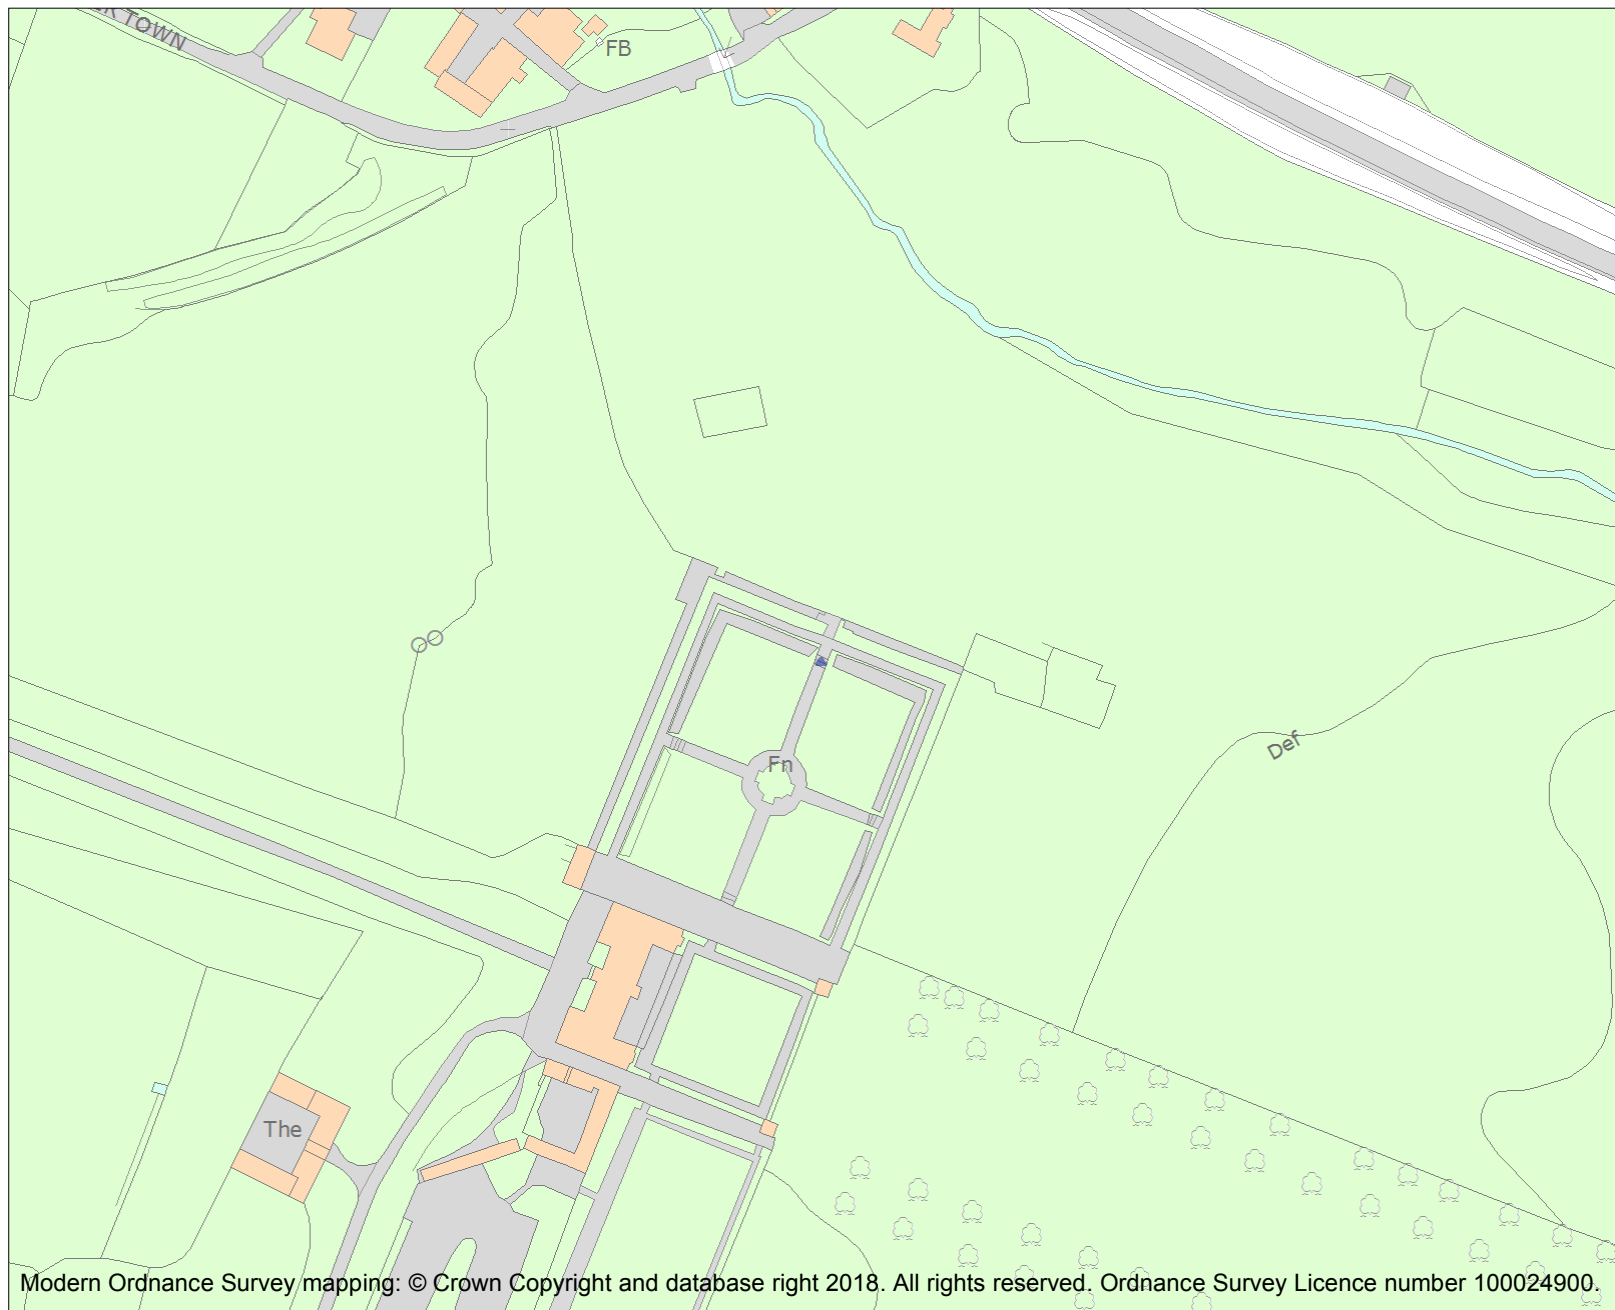 CK TOWN
FB
Fn
Def
The
Modern Ordnance Survey mapping: © Crown Copyright and database right 2018. All rights reserved. Ordnance Survey Licence number 100024900.